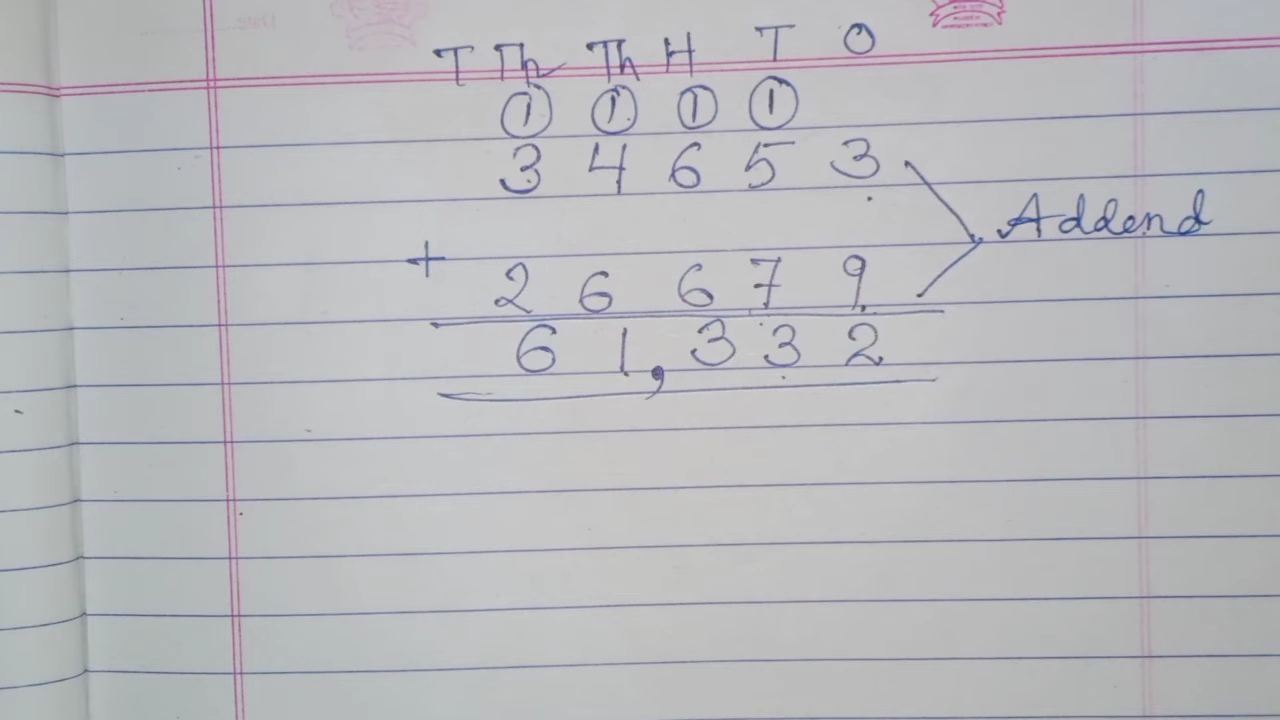 T Th Th H T O
① ① ① ①
3 4 6 5 3
Addend
+ 2 6 6 7 9
6 1, 3 3 2